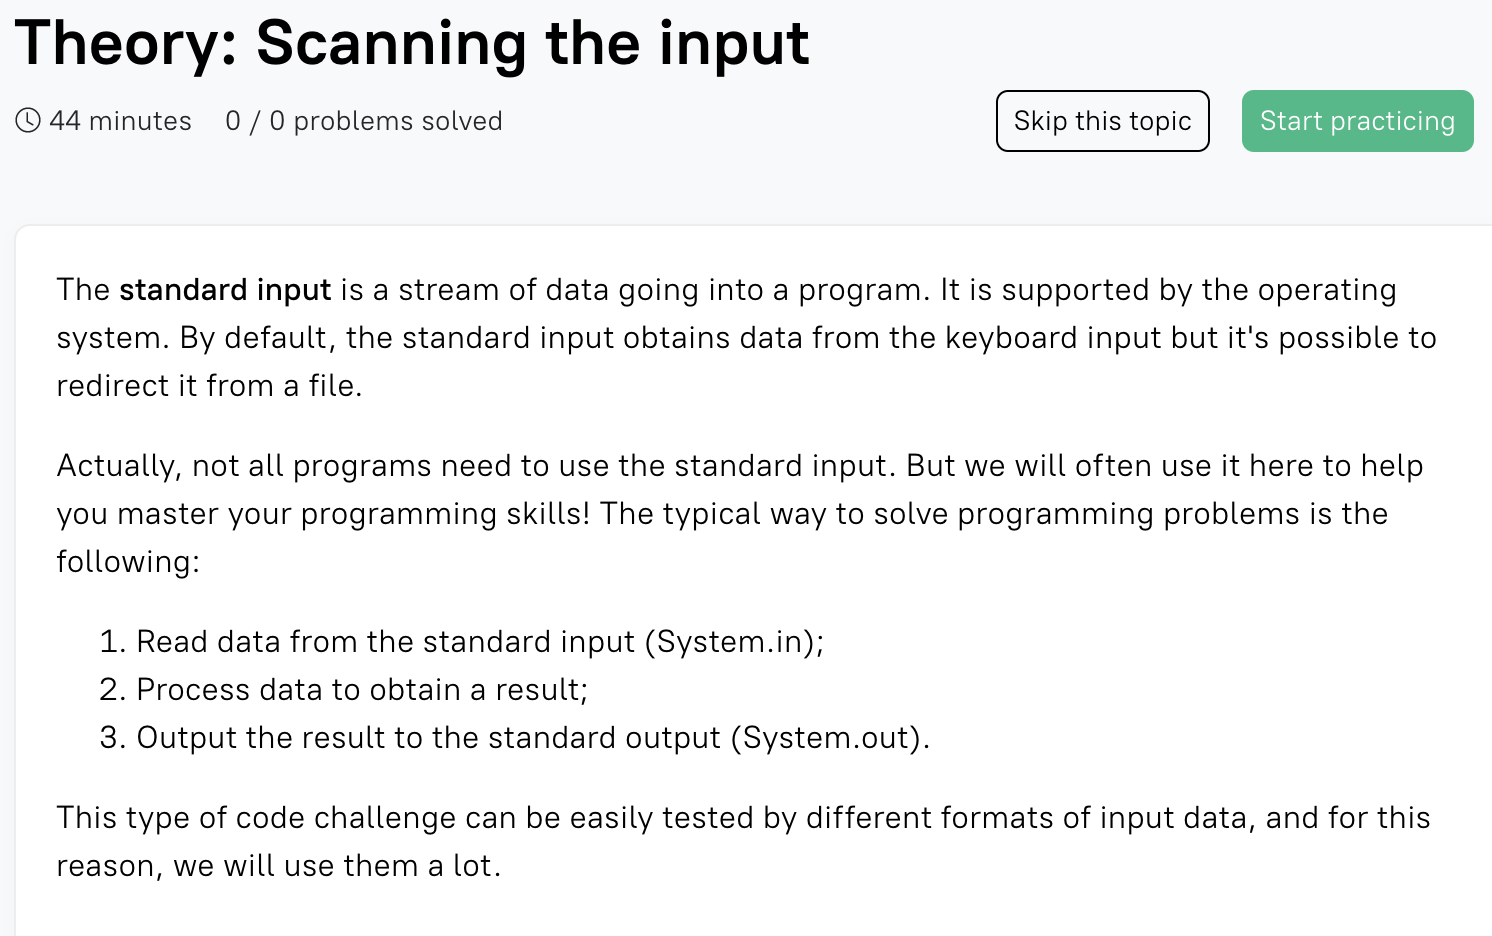 Theory: Scanning the input
44 minutes 0 / 0 problems solved
Skip this topic
Start practicing
The standard input is a stream of data going into a program. It is supported by the operating
system. By default, the standard input obtains data from the keyboard input but it's possible to
redirect it from a file.
Actually, not all programs need to use the standard input. But we will often use it here to help
you master your programming skills! The typical way to solve programming problems is the
following:
1. Read data from the standard input (System.in);
2. Process data to obtain a result;
3. Output the result to the standard output (System.out).
This type of code challenge can be easily tested by different formats of input data, and for this
reason, we will use them a lot.